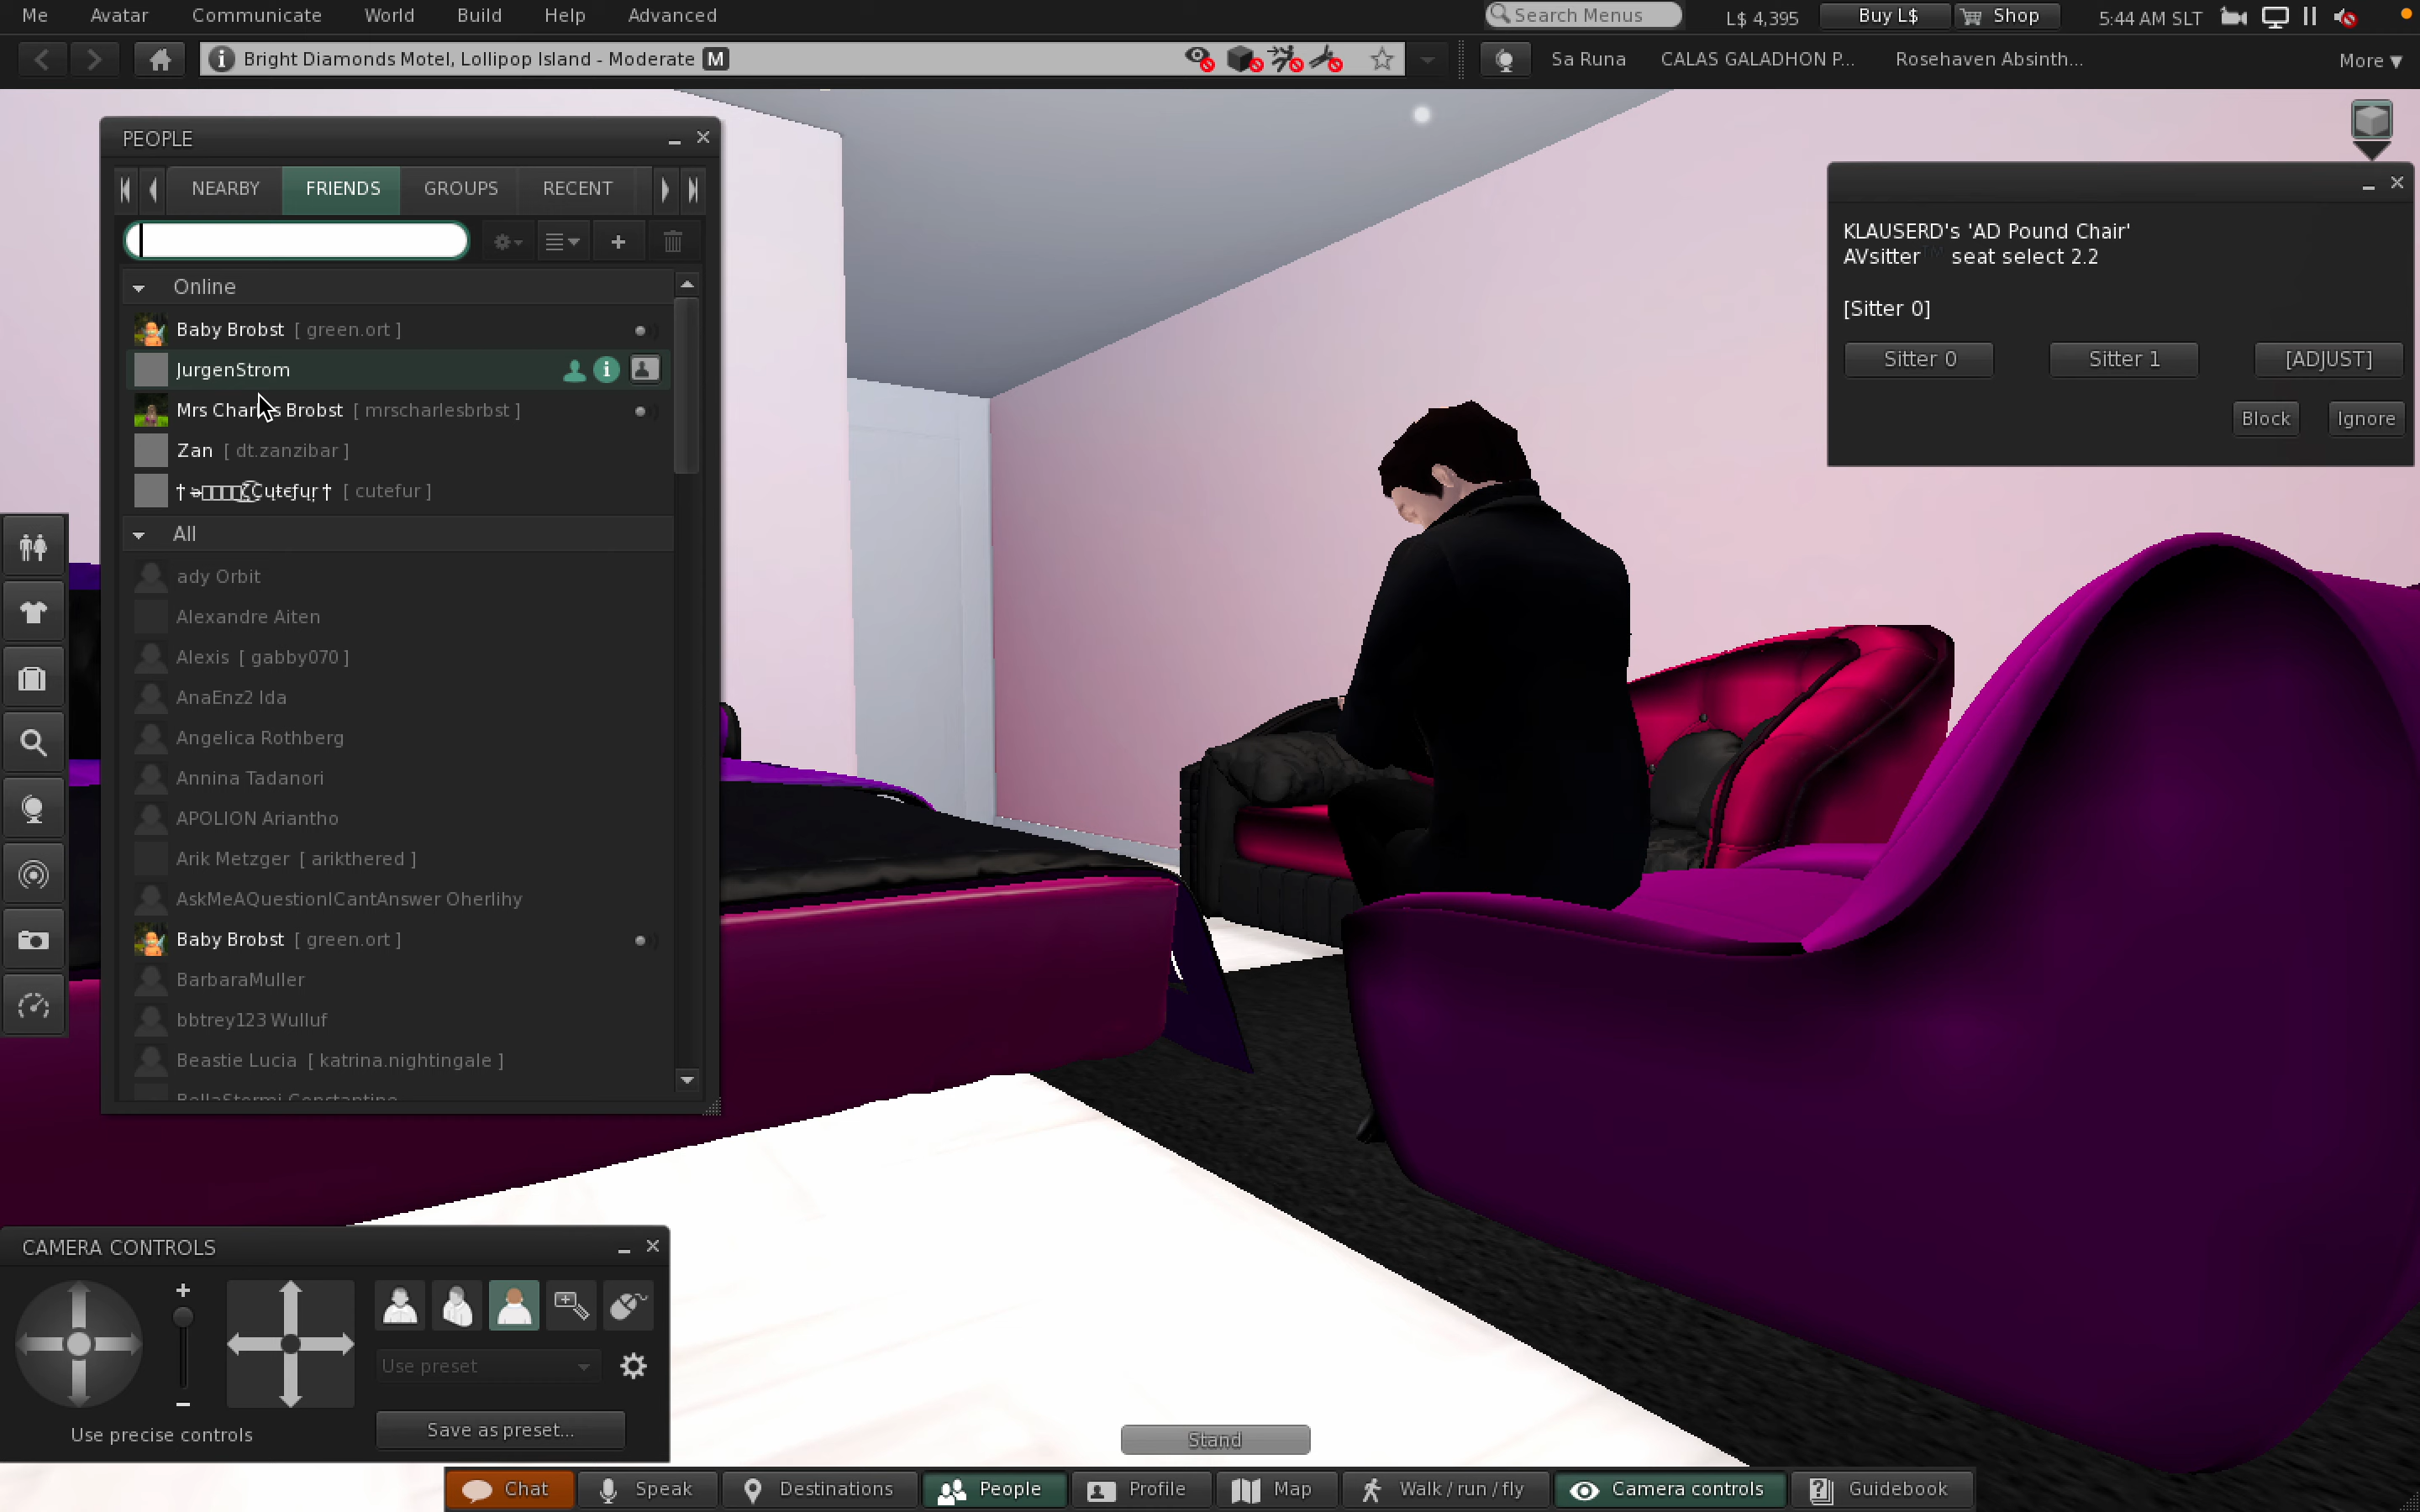 Me Avatar Communicate World Build Help Advanced
Search Menus
L$ 4,395
Buy L$
Shop
5:44 AM SLT
Bright Diamonds Motel, Lollipop Island - Moderate M
Sa Runa
CALAS GALADHON P...
Rosehaven Absinth...
More
PEOPLE
NEARBY FRIENDS GROUPS RECENT
Online
Baby Brobst [ green.ort ]
JurgenStrom
Mrs Charles Brobst [ mrscharlesbrbst ]
Zan [ dt.zanzibar ]
[ cutefur ]
All
ady Orbit
Alexandre Aiten
Alexis [ gabby070 ]
AnaEnz2 Ida
Angelica Rothberg
Annina Tadanori
APOLION Ariantho
Arik Metzger [ arikthered ]
AskMeAQuestionICantAnswer Oherlihy
Baby Brobst [ green.ort ]
BarbaraMuller
bbtrey123 Wulluf
Beastie Lucia [ katrina.nightingale ]
KLAUSERD's 'AD Pound Chair'
AVsitter™ seat select 2.2
[Sitter 0]
Sitter 0
Sitter 1
[ADJUST]
Block
Ignore
CAMERA CONTROLS
Use preset
Save as preset...
Use precise controls
Stand
Chat
Speak
Destinations
People
Profile
Map
Walk / run / fly
Camera controls
Guidebook